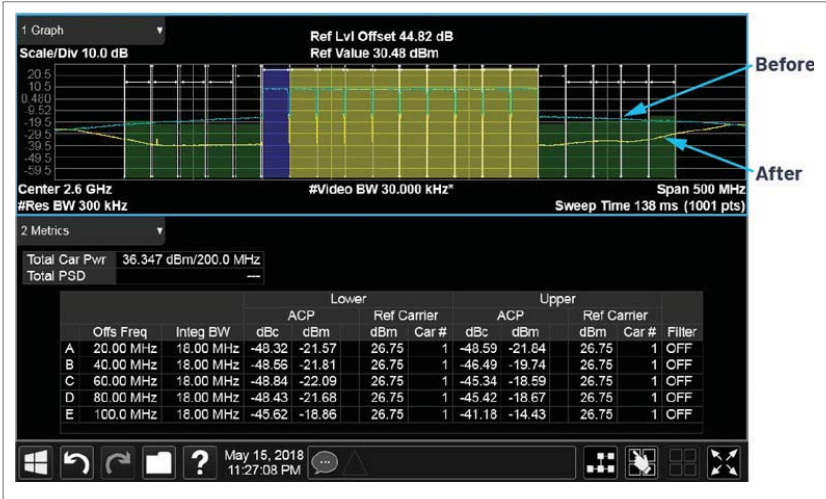 1 Graph
Ref Lvl Offset 44.82 dB
Scale/Div 10.0 dB
Ref Value 30.48 dBm
Before
20.5
10.5
0.480
-9.52
-19.5
-29.5
-39.5
-49.5
-59.5
After
Center 2.6 GHz
#Video BW 30.000 kHz*
Span 500 MHz
#Res BW 300 kHz
Sweep Time 138 ms (1001 pts)
2 Metrics
Total Car Pwr 36.347 dBm/200.0 MHz
Total PSD ---
Lower Upper
ACP Ref Carrier ACP Ref Carrier
Offs Freq Integ BW dBc dBm dBm Car # dBc dBm dBm Car # Filter
A 20.00 MHz 18.00 MHz -48.32 -21.57 26.75 1 -48.59 -21.84 26.75 1 OFF
B 40.00 MHz 18.00 MHz -48.56 -21.81 26.75 1 -46.49 -19.74 26.75 1 OFF
C 60.00 MHz 18.00 MHz -48.84 -22.09 26.75 1 -45.34 -18.59 26.75 1 OFF
D 80.00 MHz 18.00 MHz -48.43 -21.68 26.75 1 -45.42 -18.67 26.75 1 OFF
E 100.0 MHz 18.00 MHz -45.62 -18.86 26.75 1 -41.18 -14.43 26.75 1 OFF
?
May 15, 2018
11:27:08 PM